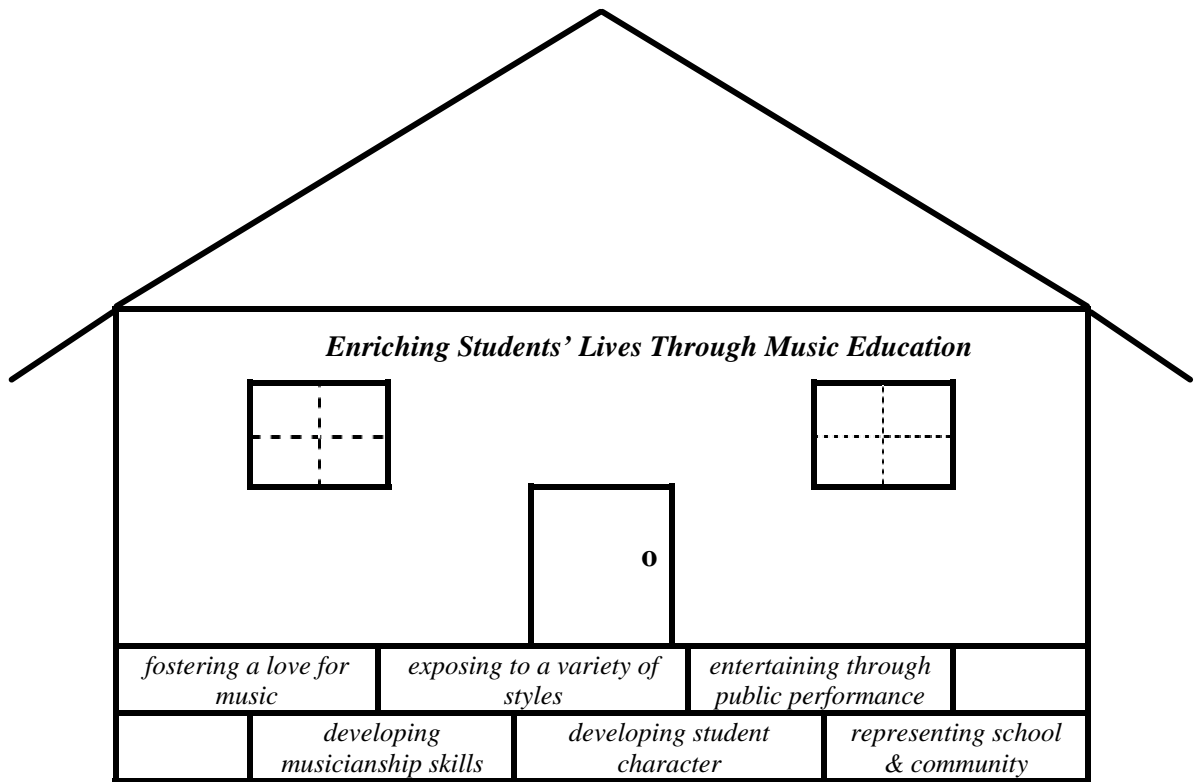 Enriching Students’ Lives Through Music Education
o
fostering a love for
music
exposing to a variety of
styles
entertaining through
public performance
developing
musicianship skills
developing student
character
representing school
& community